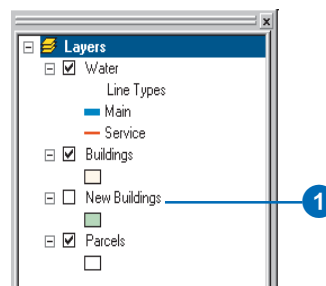 Layers
Water
Line Types
Main
Service
Buildings
New Buildings
1
Parcels